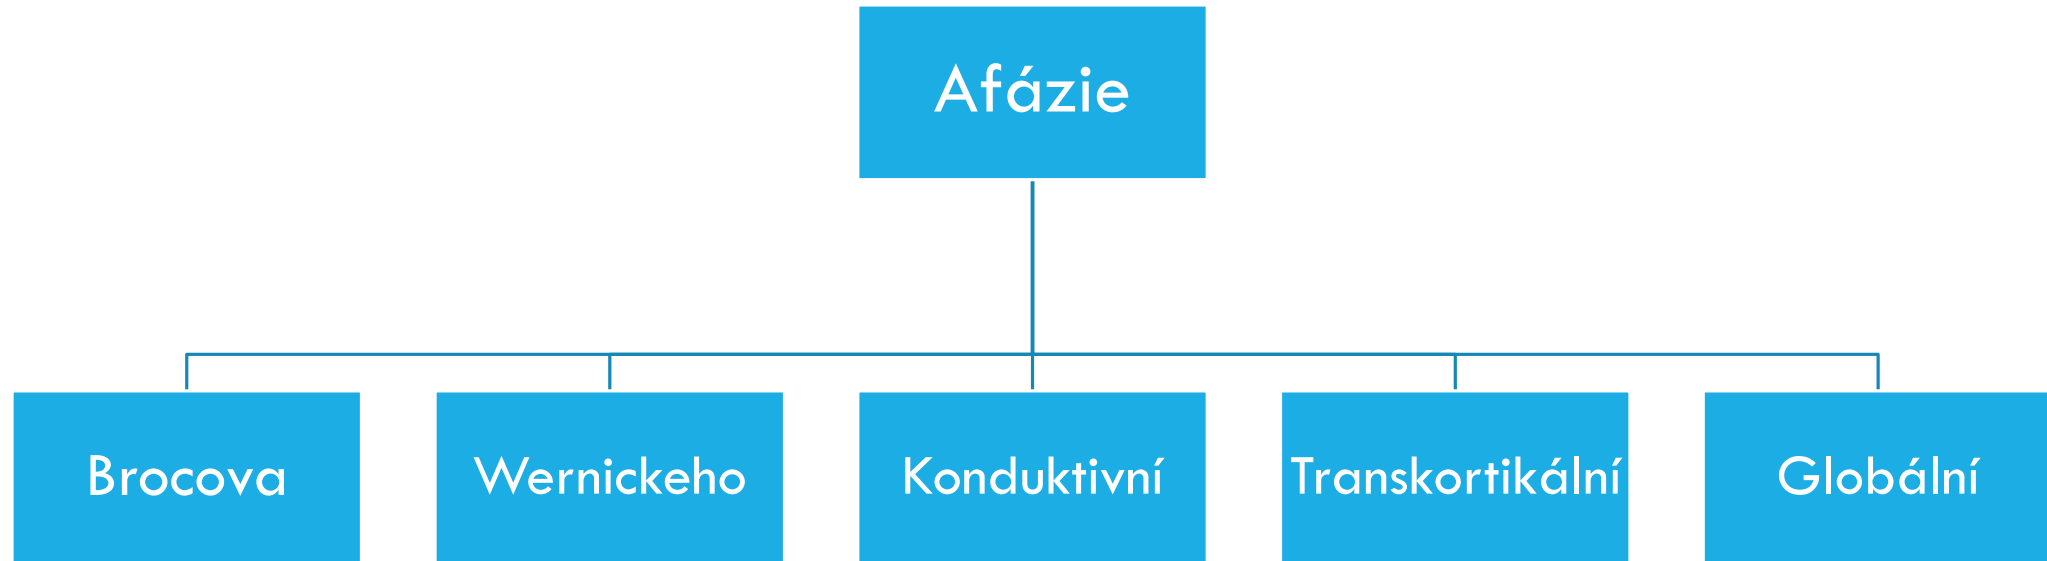 Afázie
Brocova
Wernickeho
Konduktivní
Transkortikální
Globální